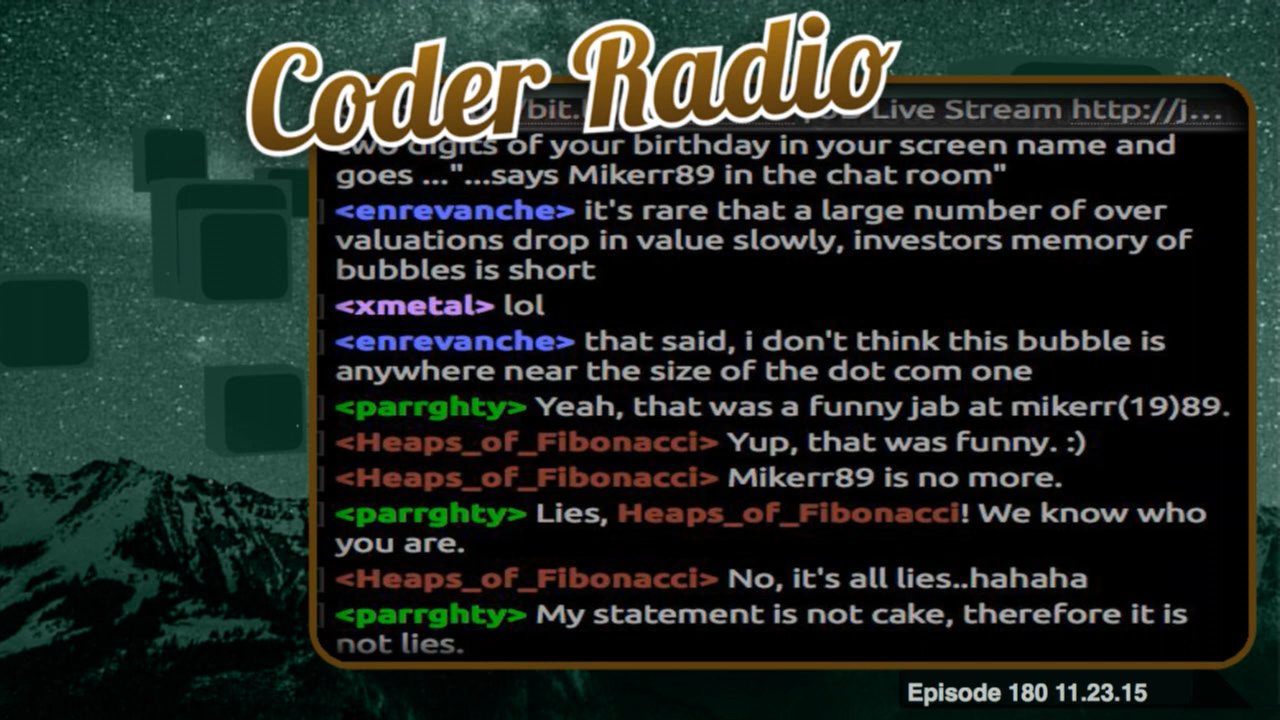 Coder Radio
/bit. Live Stream http://j...
two digits of your birthday in your screen name and
goes ..."...says Mikerr89 in the chat room"
<enrevanche> it's rare that a large number of over
valuations drop in value slowly, investors memory of
bubbles is short
<xmetal> lol
<enrevanche> that said, i don't think this bubble is
anywhere near the size of the dot com one
<parrghty> Yeah, that was a funny jab at mikerr(19)89.
<Heaps_of_Fibonacci> Yup, that was funny. :)
<Heaps_of_Fibonacci> Mikerr89 is no more.
<parrghty> Lies, Heaps_of_Fibonacci! We know who
you are.
<Heaps_of_Fibonacci> No, it's all lies..hahaha
<parrghty> My statement is not cake, therefore it is
not lies.
Episode 180 11.23.15